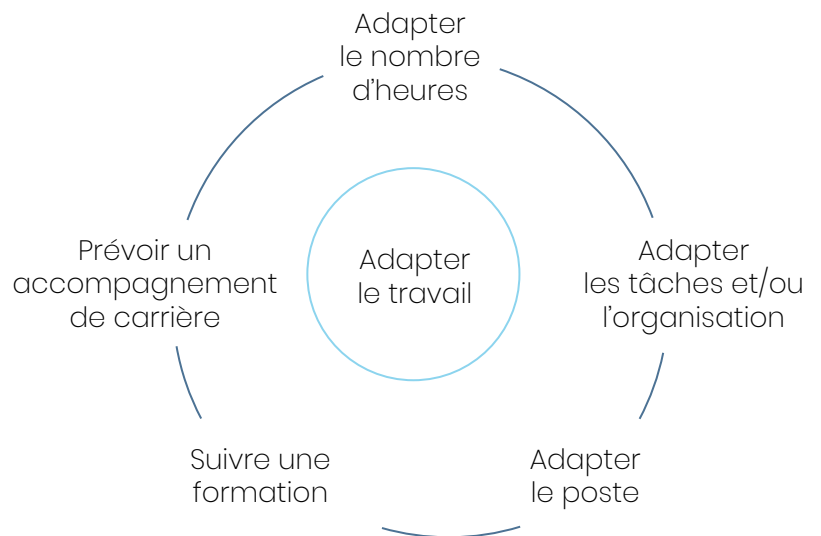 Adapter
le nombre
d'heures
Prévoir un
accompagnement
de carrière
Adapter
le travail
Adapter
les tâches et/ou
l'organisation
Suivre une
formation
Adapter
le poste